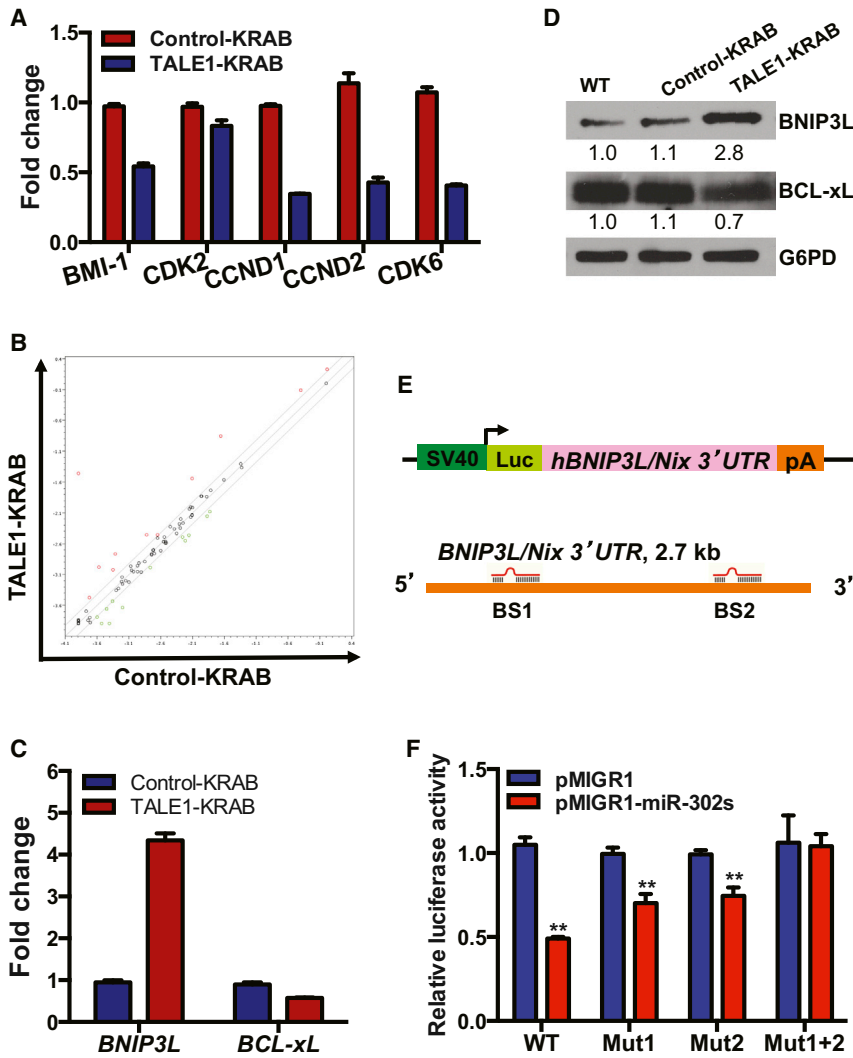 A
Control-KRAB
TALE1-KRAB
Fold change
1.5
1.0
0.5
0.0
BMI-1
CDK2
CCND1
CCND2
CDK6
D
WT
Control-KRAB
TALE1-KRAB
BNIP3L
1.0 1.1 2.8
BCL-xL
1.0 1.1 0.7
G6PD
B
TALE1-KRAB
Control-KRAB
E
SV40 Luc hBNIP3L/Nix 3’UTR pA
BNIP3L/Nix 3’UTR, 2.7 kb
5’ 3’
BS1 BS2
C
Control-KRAB
TALE1-KRAB
Fold change
6
5
4
3
2
1
0
BNIP3L BCL-xL
F
pMIGR1
pMIGR1-miR-302s
Relative luciferase activity
1.5
1.0
0.5
0.0
** ** **
WT Mut1 Mut2 Mut1+2